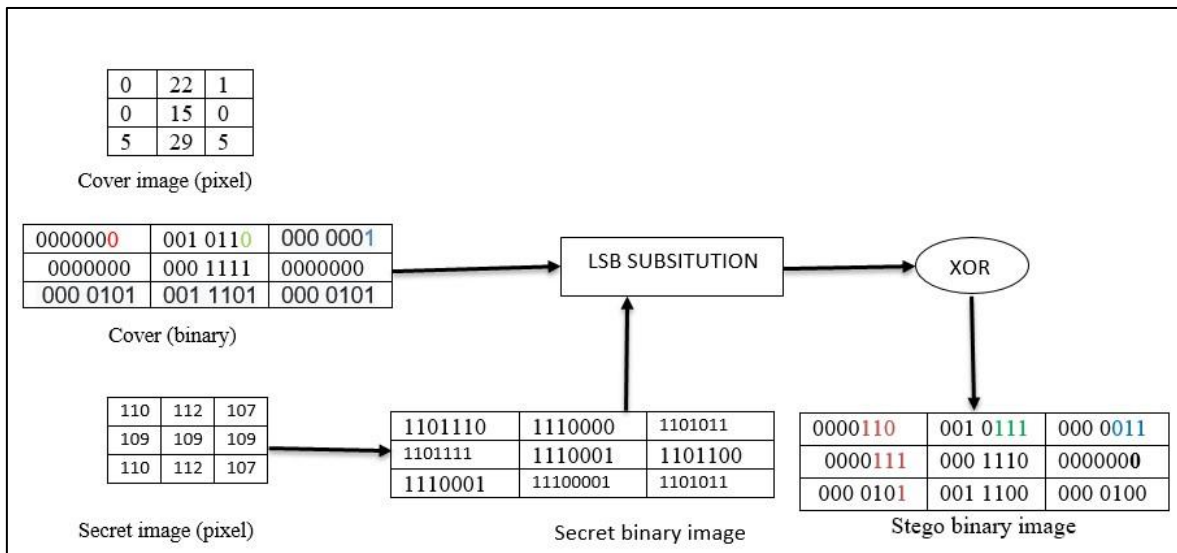 0 22 1
0 15 0
5 29 5
Cover image (pixel)
0000000 001 0110 000 0001
0000000 000 1111 0000000
000 0101 001 1101 000 0101
Cover (binary)
LSB SUBSITUTION
XOR
110 112 107
109 109 109
110 112 107
Secret image (pixel)
1101110 1110000 1101011
1101111 1110001 1101100
1110001 11100001 1101011
Secret binary image
0000110 001 0111 000 0011
0000111 000 1110 0000000
000 0101 001 1100 000 0100
Stego binary image